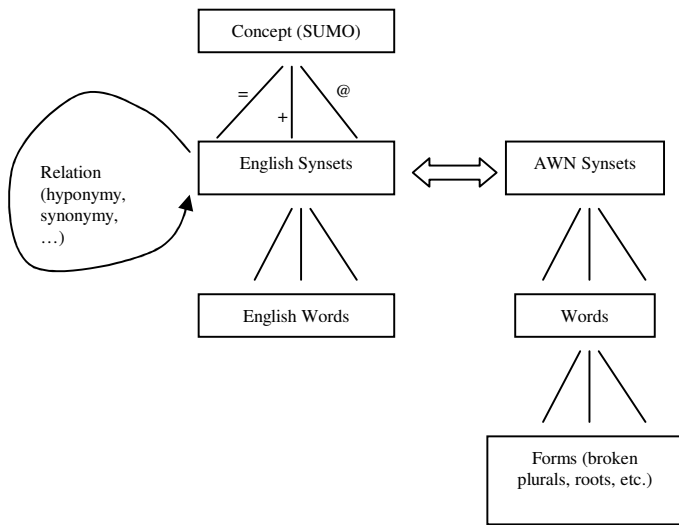 Concept (SUMO)
=
+
@
English Synsets
AWN Synsets
Relation
(hyponymy,
synonymy,
…)
English Words
Words
Forms (broken
plurals, roots, etc.)